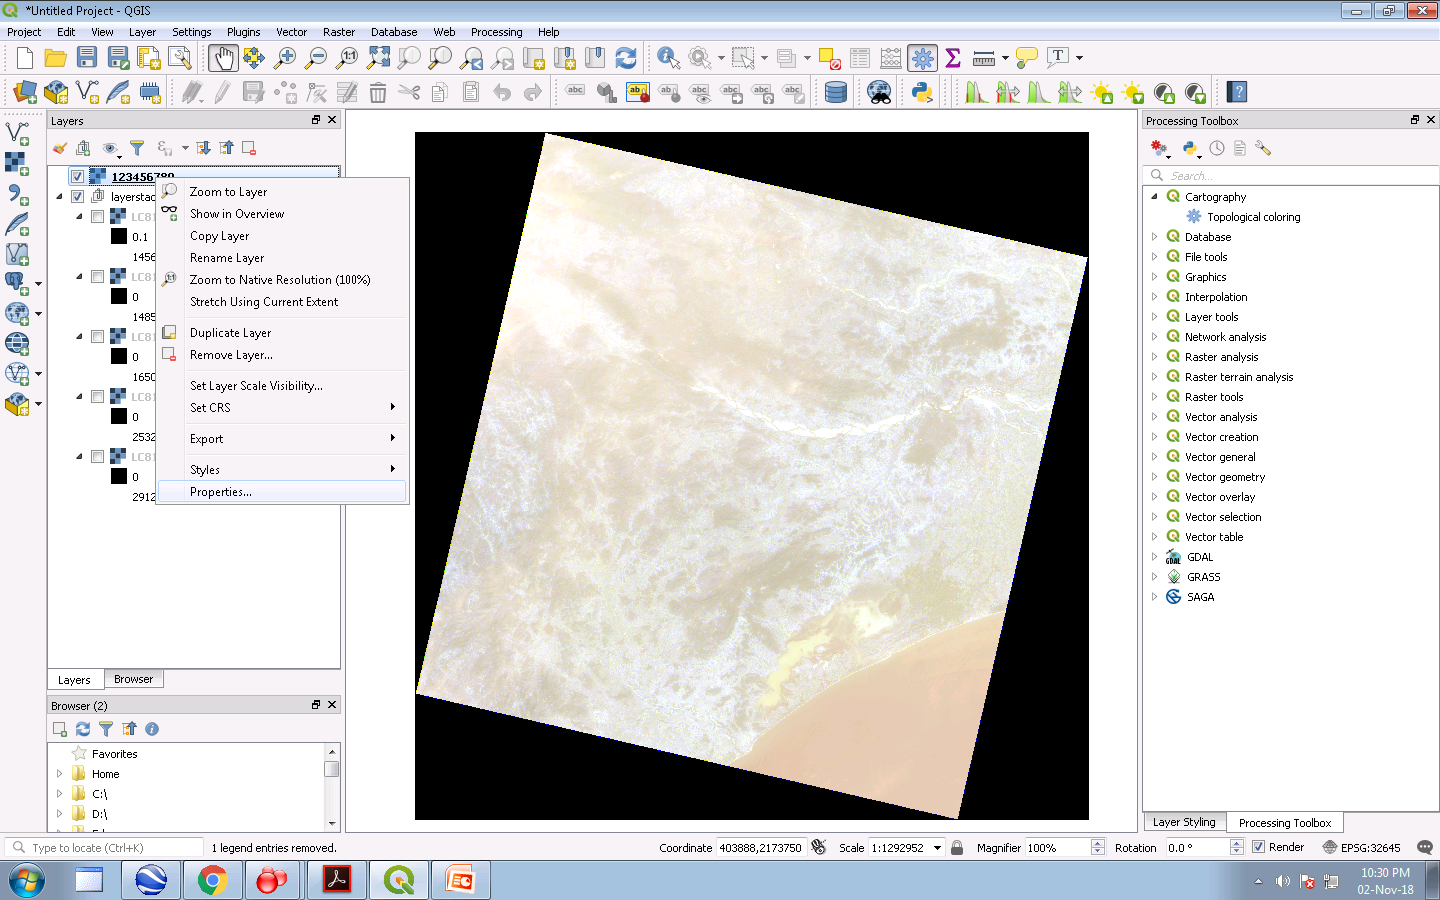 *Untitled Project - QGIS
Project Edit View Layer Settings Plugins Vector Raster Database Web Processing Help
Layers
123456789
layerstac
LC81
0.1
1456
LC81
0
1485
LC81
0
1650
LC81
0
2532
LC81
0
2912
Zoom to Layer
Show in Overview
Copy Layer
Rename Layer
Zoom to Native Resolution (100%)
Stretch Using Current Extent
Duplicate Layer
Remove Layer...
Set Layer Scale Visibility...
Set CRS
Export
Styles
Properties...
Layers Browser
Browser (2)
Favorites
Home
C:\
D:\
Processing Toolbox
Search...
Cartography
Topological coloring
Database
File tools
Graphics
Interpolation
Layer tools
Network analysis
Raster analysis
Raster terrain analysis
Raster tools
Vector analysis
Vector creation
Vector general
Vector geometry
Vector overlay
Vector selection
Vector table
GDAL
GRASS
SAGA
Layer Styling Processing Toolbox
Type to locate (Ctrl+K) 1 legend entries removed. Coordinate 403888,2173750 Scale 1:1292952 Magnifier 100% Rotation 0.0 ° Render EPSG:32645
10:30 PM
02-Nov-18